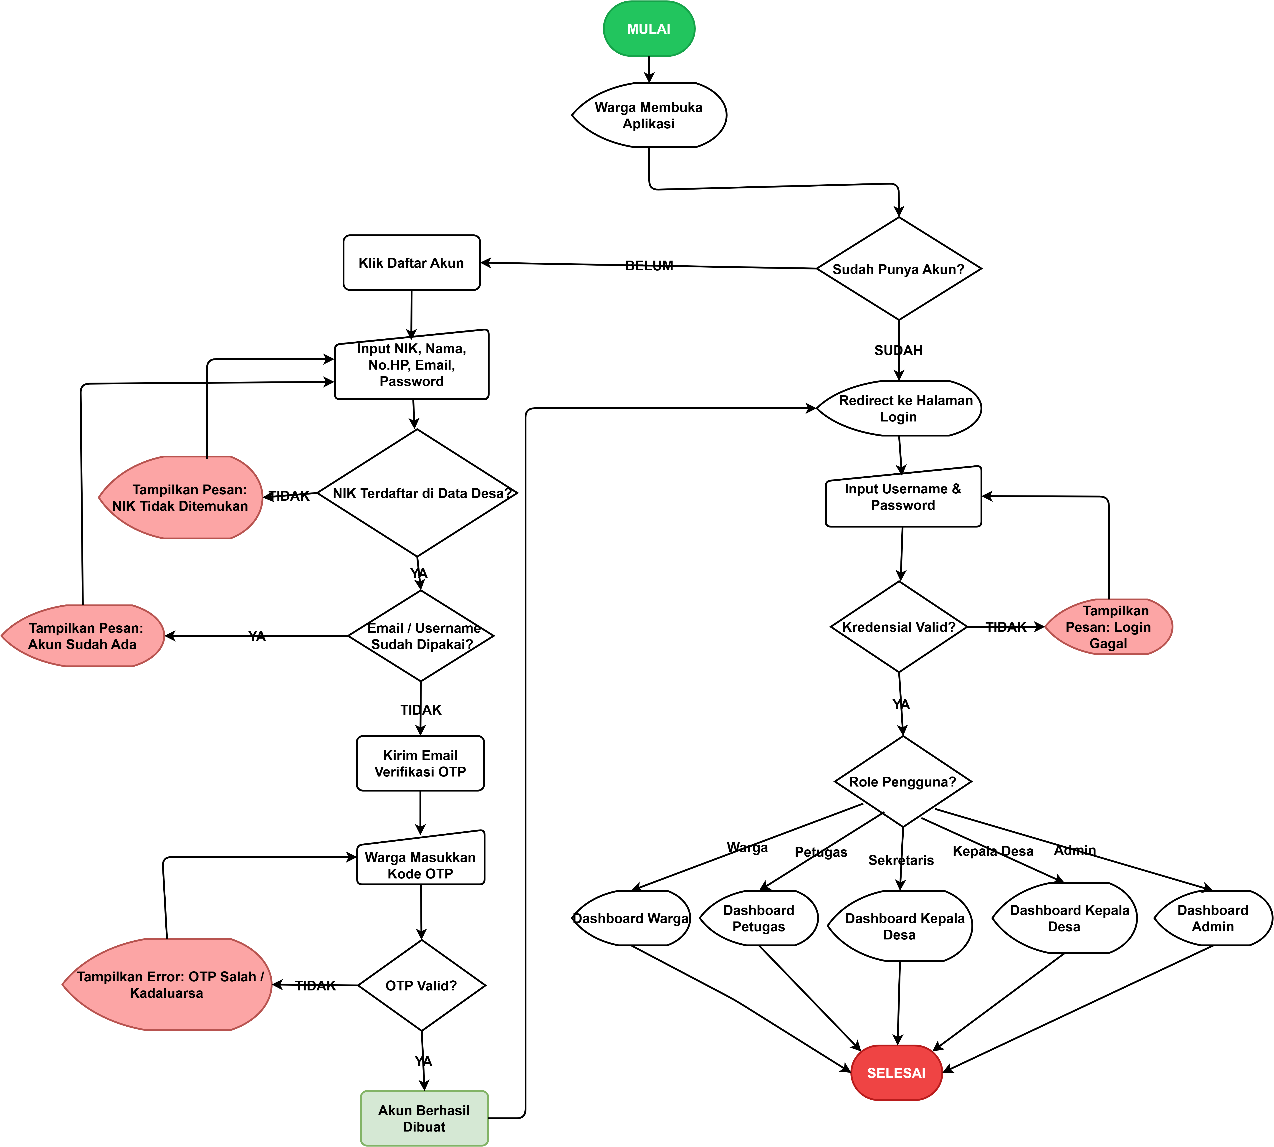 MULAI
Warga Membuka
Aplikasi
Sudah Punya Akun?
BELUM
Klik Daftar Akun
Input NIK, Nama,
No.HP, Email,
Password
NIK Terdaftar di Data Desa?
TIDAK
Tampilkan Pesan:
NIK Tidak Ditemukan
YA
Email / Username
Sudah Dipakai?
YA
Tampilkan Pesan:
Akun Sudah Ada
TIDAK
Kirim Email
Verifikasi OTP
Warga Masukkan
Kode OTP
OTP Valid?
TIDAK
Tampilkan Error: OTP Salah /
Kadaluarsa
YA
Akun Berhasil
Dibuat
SUDAH
Redirect ke Halaman
Login
Input Username &
Password
Kredensial Valid?
TIDAK
Tampilkan
Pesan: Login
Gagal
YA
Role Pengguna?
Warga
Petugas
Sekretaris
Kepala Desa
Admin
Dashboard Warga
Dashboard
Petugas
Dashboard Kepala
Desa
Dashboard Kepala
Desa
Dashboard
Admin
SELESAI